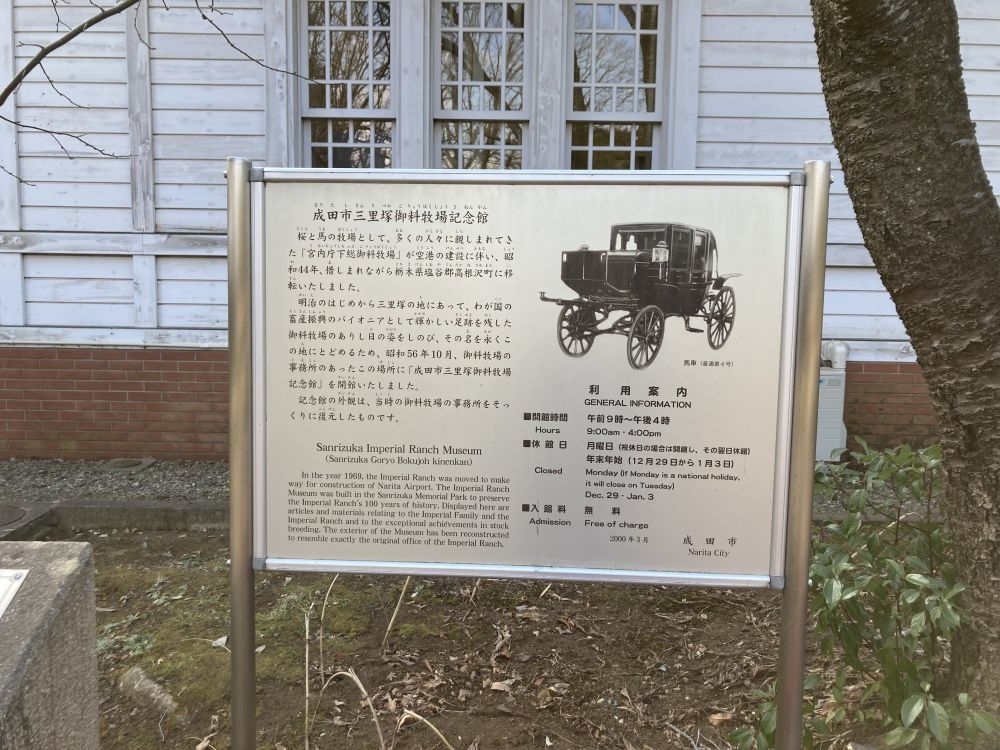 成田市三里塚御料牧場記念館
桜と馬の牧場として、多くの人々に親しまれてき
た「宮内庁下総御料牧場」が空港の建設に伴い、昭
和44年、惜しまれながら栃木県塩谷郡高根沢町に移
転いたしました。
明治のはじめから三里塚の地にあって、わが国の
畜産振興のパイオニアとして輝かしい足跡を残した
御料牧場のありし日の姿をしのび、その名を永くこ
の地にとどめるため、昭和56年10月、御料牧場の
事務所のあったこの場所に「成田市三里塚御料牧場
記念館」を開館いたしました。
記念館の外観は、当時の御料牧場の事務所をそっ
くりに復元したものです。
Sanrizuka Imperial Ranch Museum
(Sanrizuka Goryo Bokujoh kinenkan)
In the year 1969, the Imperial Ranch was moved to make
way for construction of Narita Airport. The Imperial Ranch
Museum was built in the Sanrizuka Memorial Park to preserve
the Imperial Ranch's 100 years of history. Displayed here are
articles and materials relating to the Imperial Family and the
Imperial Ranch and to the exceptional achievements in stock
breeding. The exterior of the Museum has been reconstructed
to resemble exactly the original office of the Imperial Ranch.
馬車（普通車4号）
利用案内
GENERAL INFORMATION
■開館時間 午前9時〜午後4時
Hours 9:00am - 4:00pm
■休館日 月曜日（祝休日の場合は開館し、その翌日休館）
年末年始（12月29日から1月3日）
Closed Monday (If Monday is a national holiday,
it will close on Tuesday)
Dec. 29 - Jan. 3
■入館料 無料
Admission Free of charge
2000年3月 成田市
Narita City